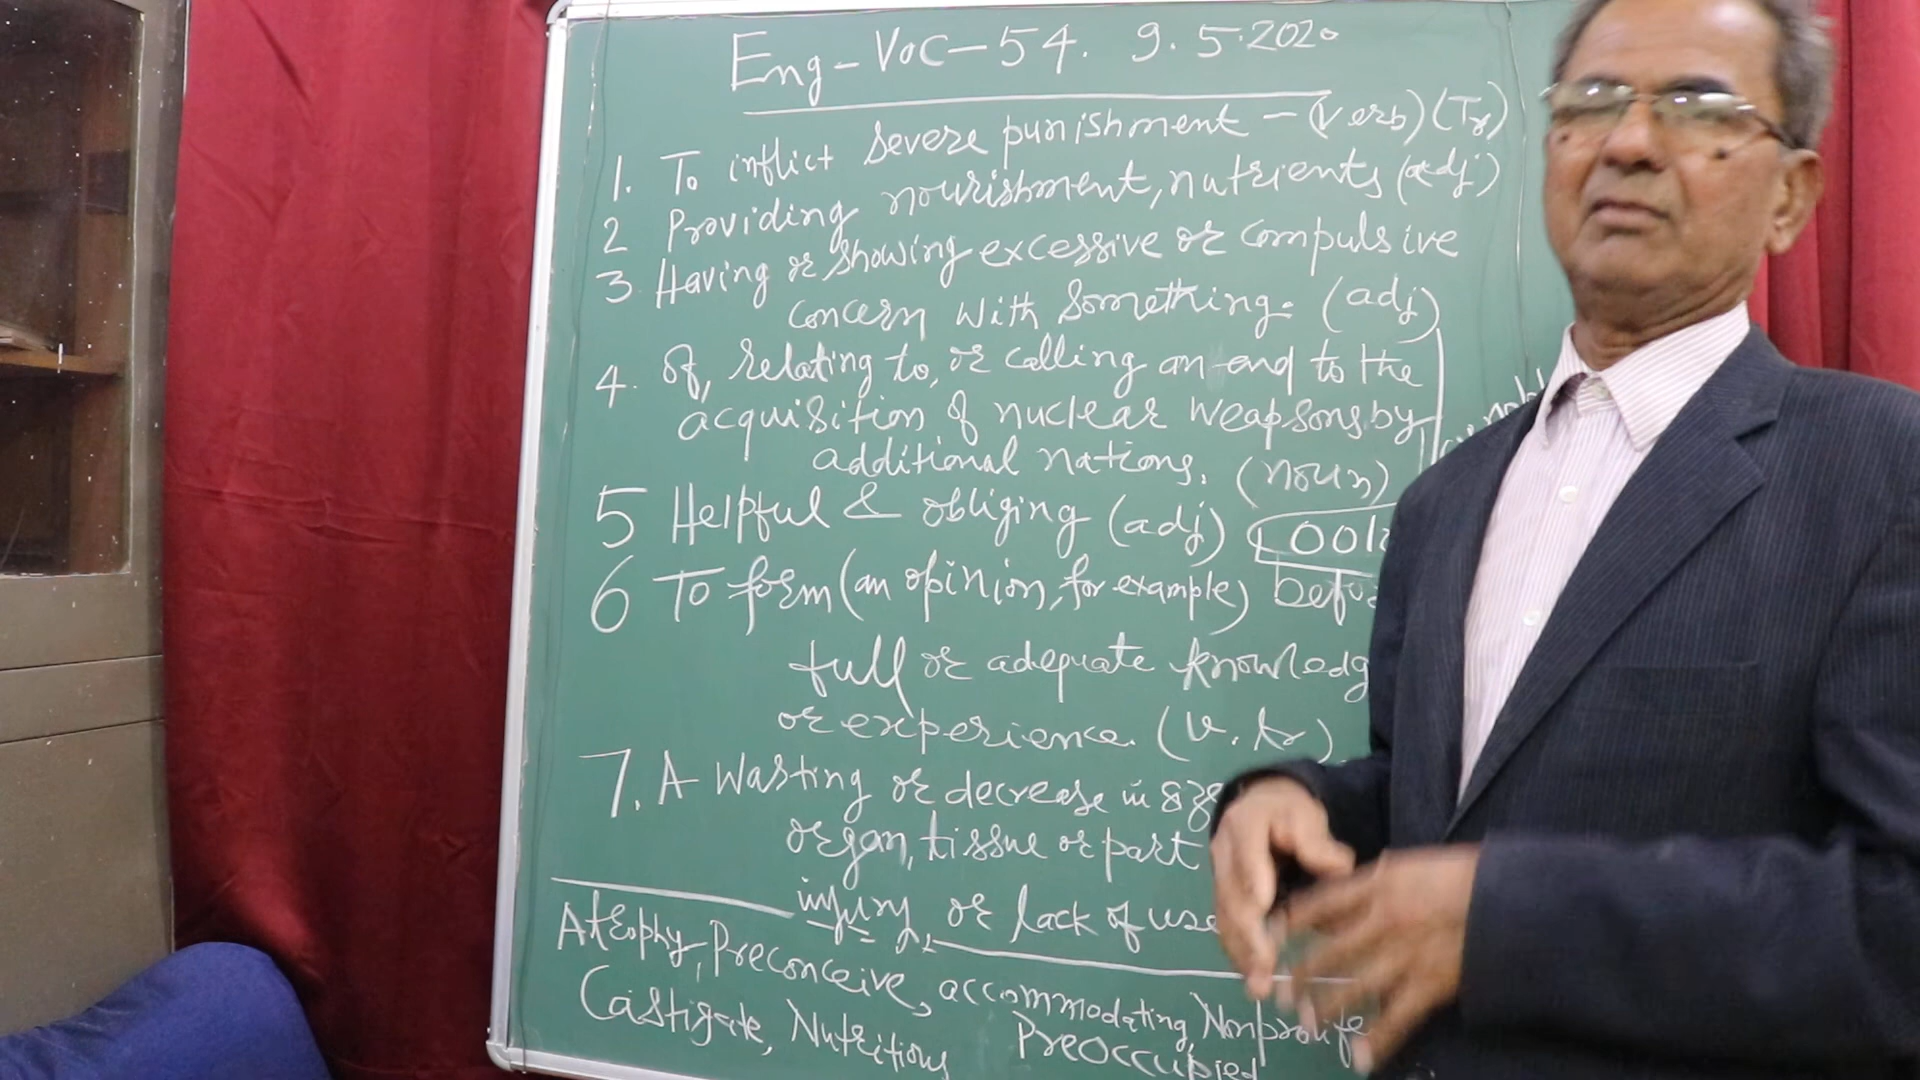 Eng-Voc-54. 9.5.2020
1. To inflict severe punishment - (verb) (Tr)
2 Providing nourishment, nutrients (adj)
3 Having or showing excessive or compulsive
concern with something. (adj)
4. Of, relating to, or calling an end to the
acquisition of nuclear weapsons by
additional nations. (noun)
5 Helpful & obliging (adj)
6 To form (an opinion, for example)
full or adequate
or experience. (v. tr)
7. A wasting or decrease in
organ, tissue or part
injury, or lack of use
Atrophy, Preconceive, accommodating,
Castigate, Nutritious Preoccupied